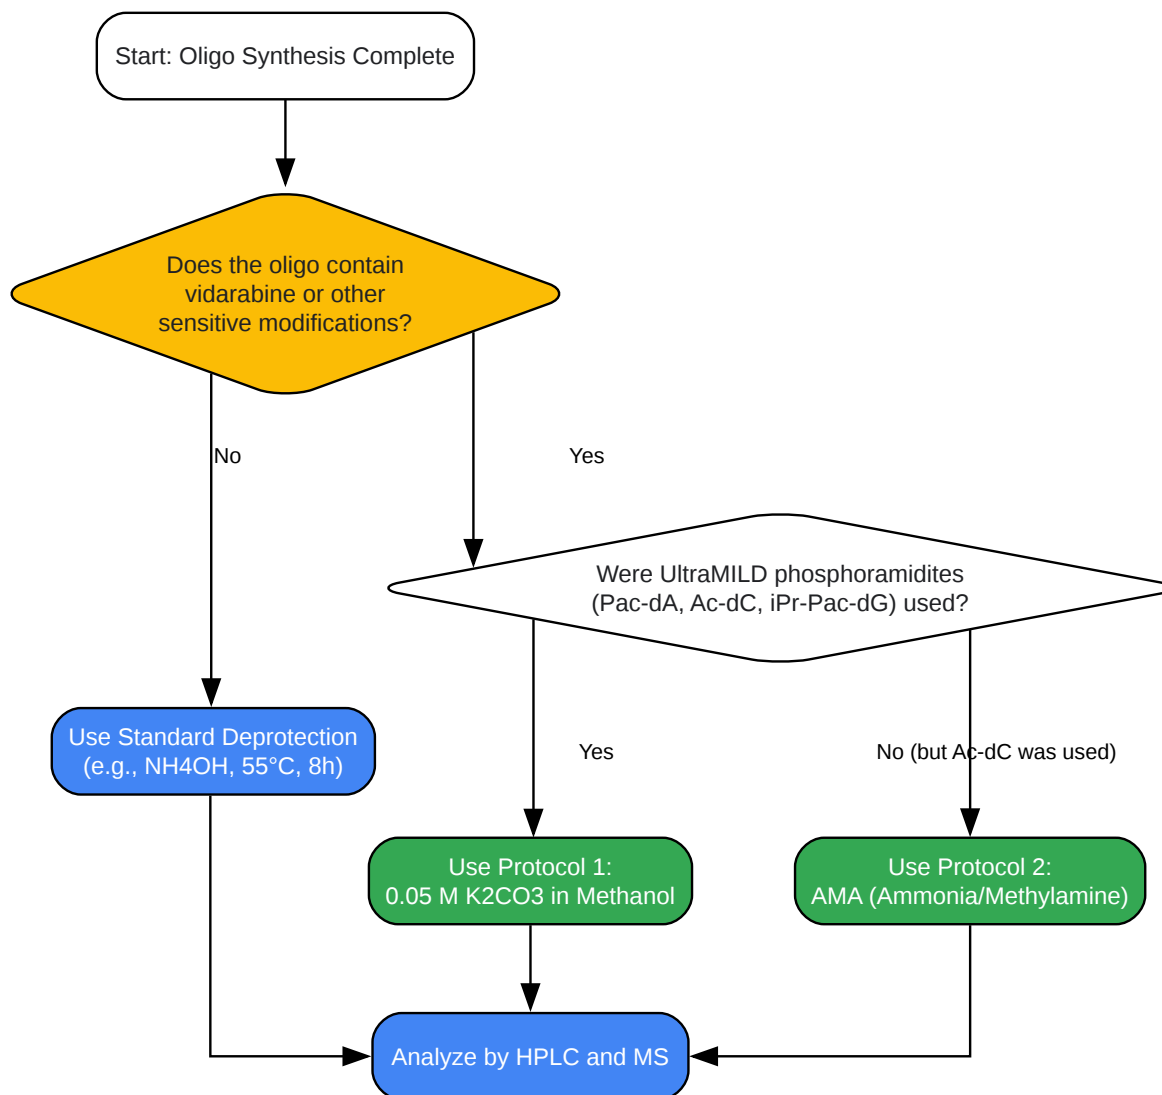 Start: Oligo Synthesis Complete
Does the oligo contain
vidarabine or other
sensitive modifications?
No
Yes
Were UltraMILD phosphoramidites
(Pac-dA, Ac-dC, iPr-Pac-dG) used?
Use Standard Deprotection
(e.g., NH4OH, 55°C, 8h)
Yes
No (but Ac-dC was used)
Use Protocol 1:
0.05 M K2CO3 in Methanol
Use Protocol 2:
AMA (Ammonia/Methylamine)
Analyze by HPLC and MS